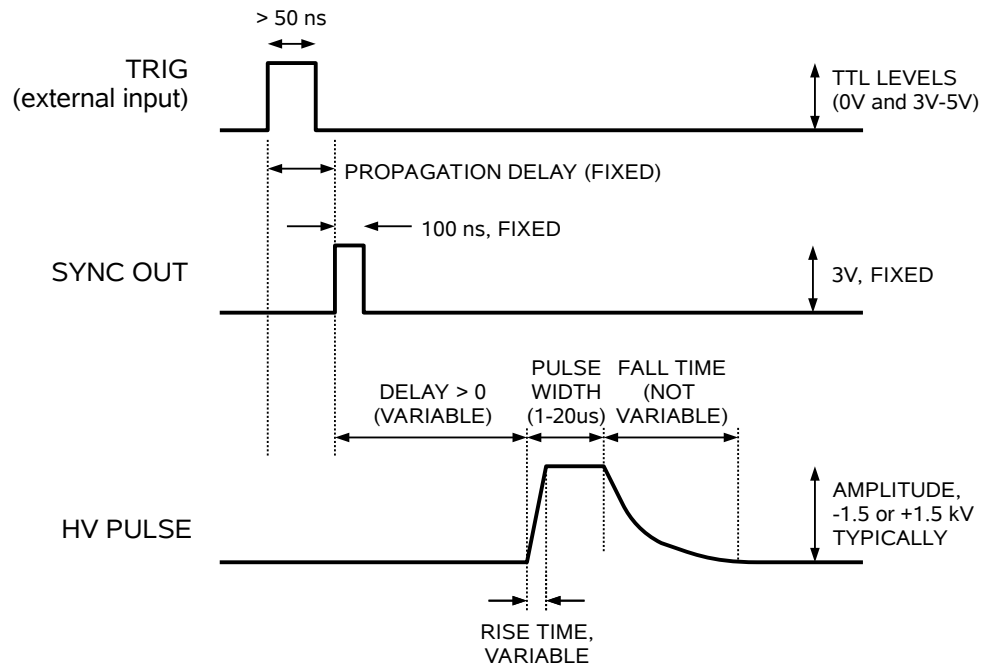 > 50 ns
TRIG
(external input)
TTL LEVELS
(0V and 3V-5V)
PROPAGATION DELAY (FIXED)
100 ns, FIXED
SYNC OUT
3V, FIXED
DELAY > 0
(VARIABLE)
PULSE
WIDTH
(1-20us)
FALL TIME
(NOT
VARIABLE)
HV PULSE
AMPLITUDE,
-1.5 or +1.5 kV
TYPICALLY
RISE TIME,
VARIABLE